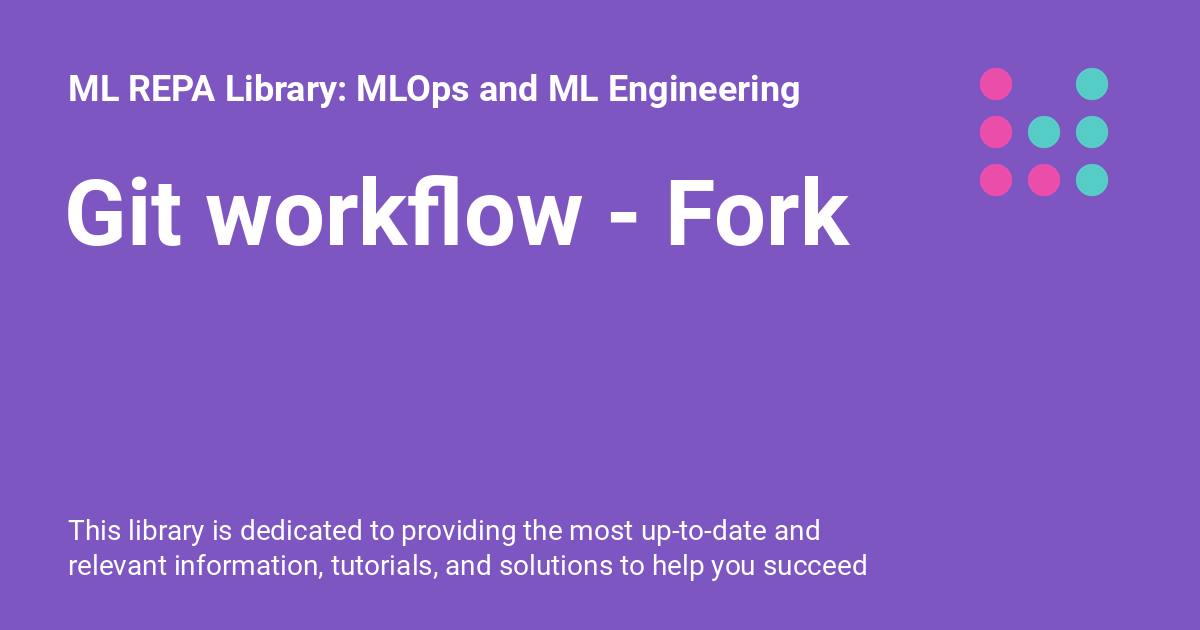 ML REPA Library: MLOps and ML Engineering
Git workflow - Fork
This library is dedicated to providing the most up-to-date and
relevant information, tutorials, and solutions to help you succeed